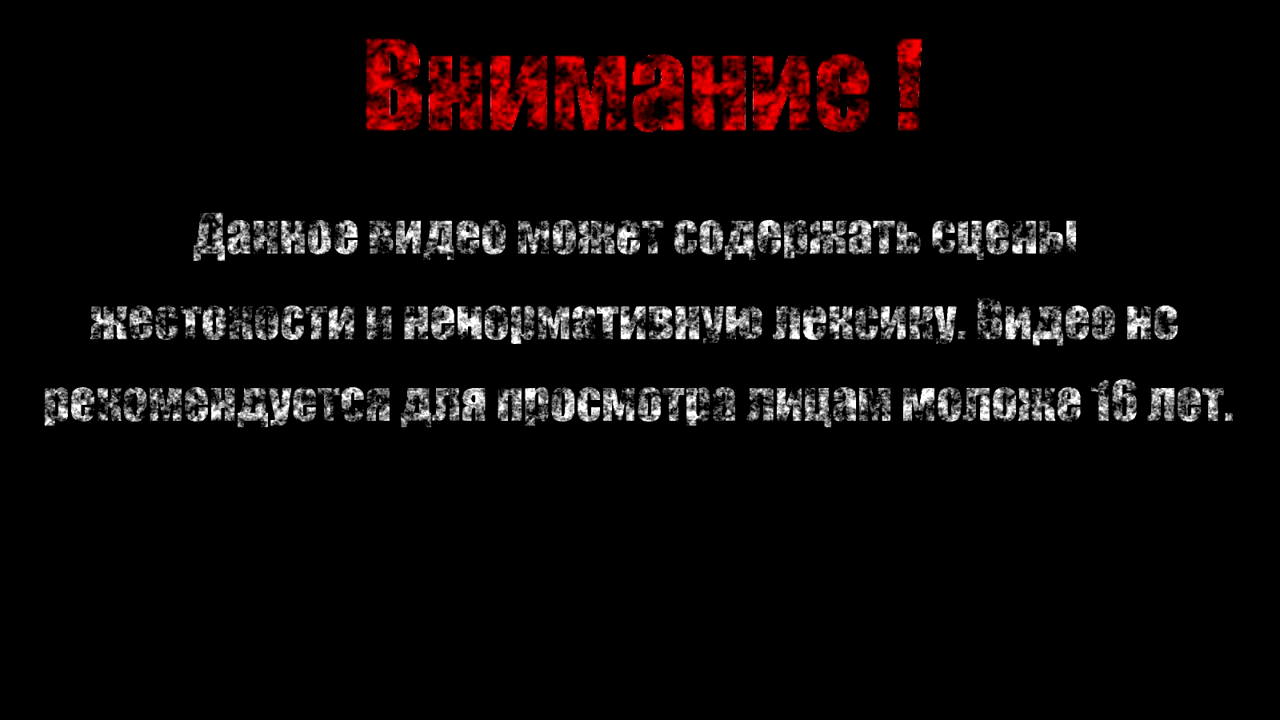 Внимание !
Данное видео может содержать сцены
жестокости и ненормативную лексику. Видео не
рекомендуется для просмотра лицам моложе 16 лет.